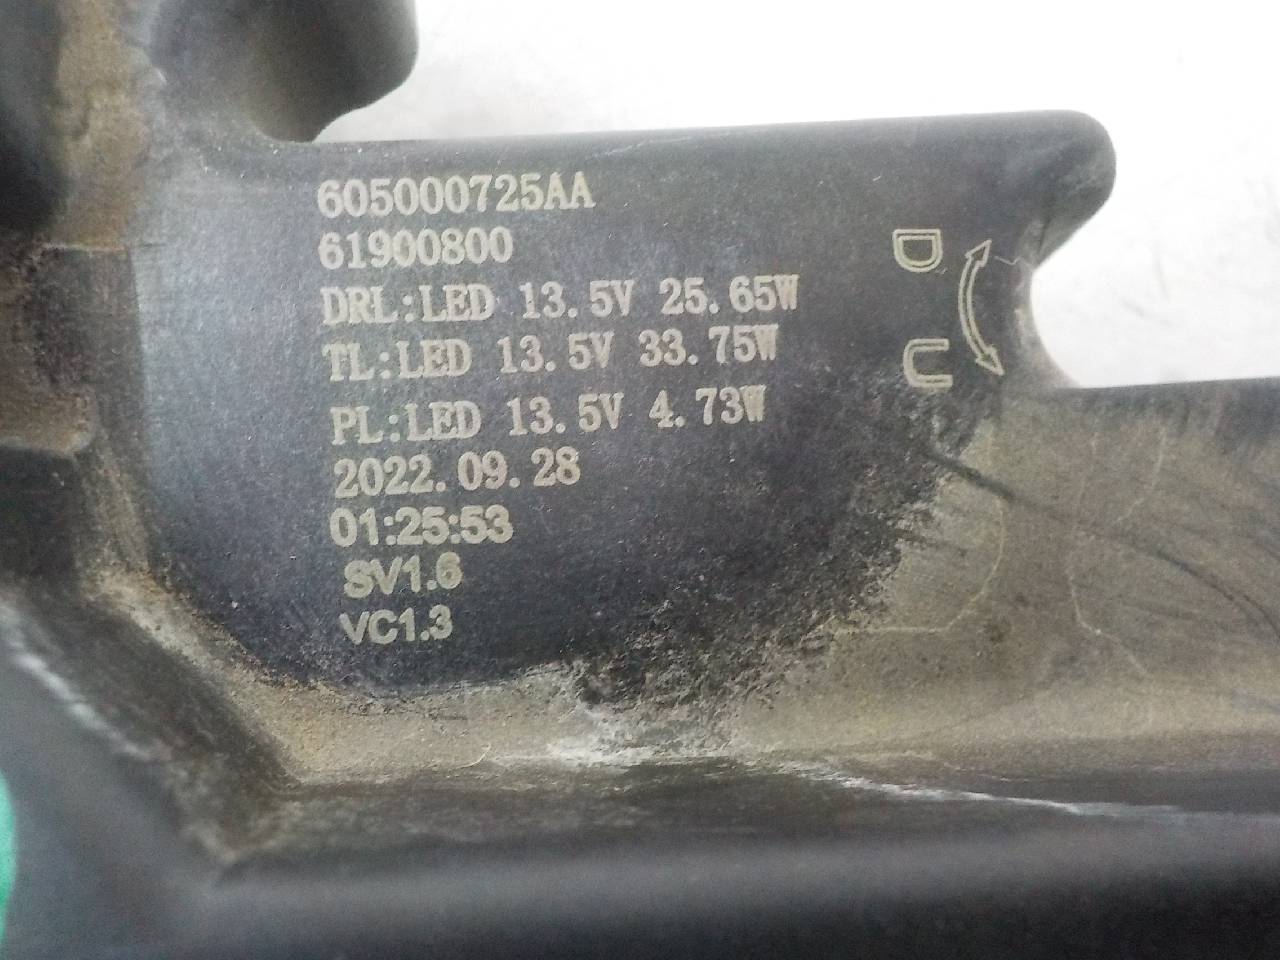 605000725AA
61900800
DRL:LED 13.5V 25.65W
TL:LED 13.5V 33.75W
PL:LED 13.5V 4.73W
2022.09.28
01:25:53
SV1.6
VC1.3
D
U